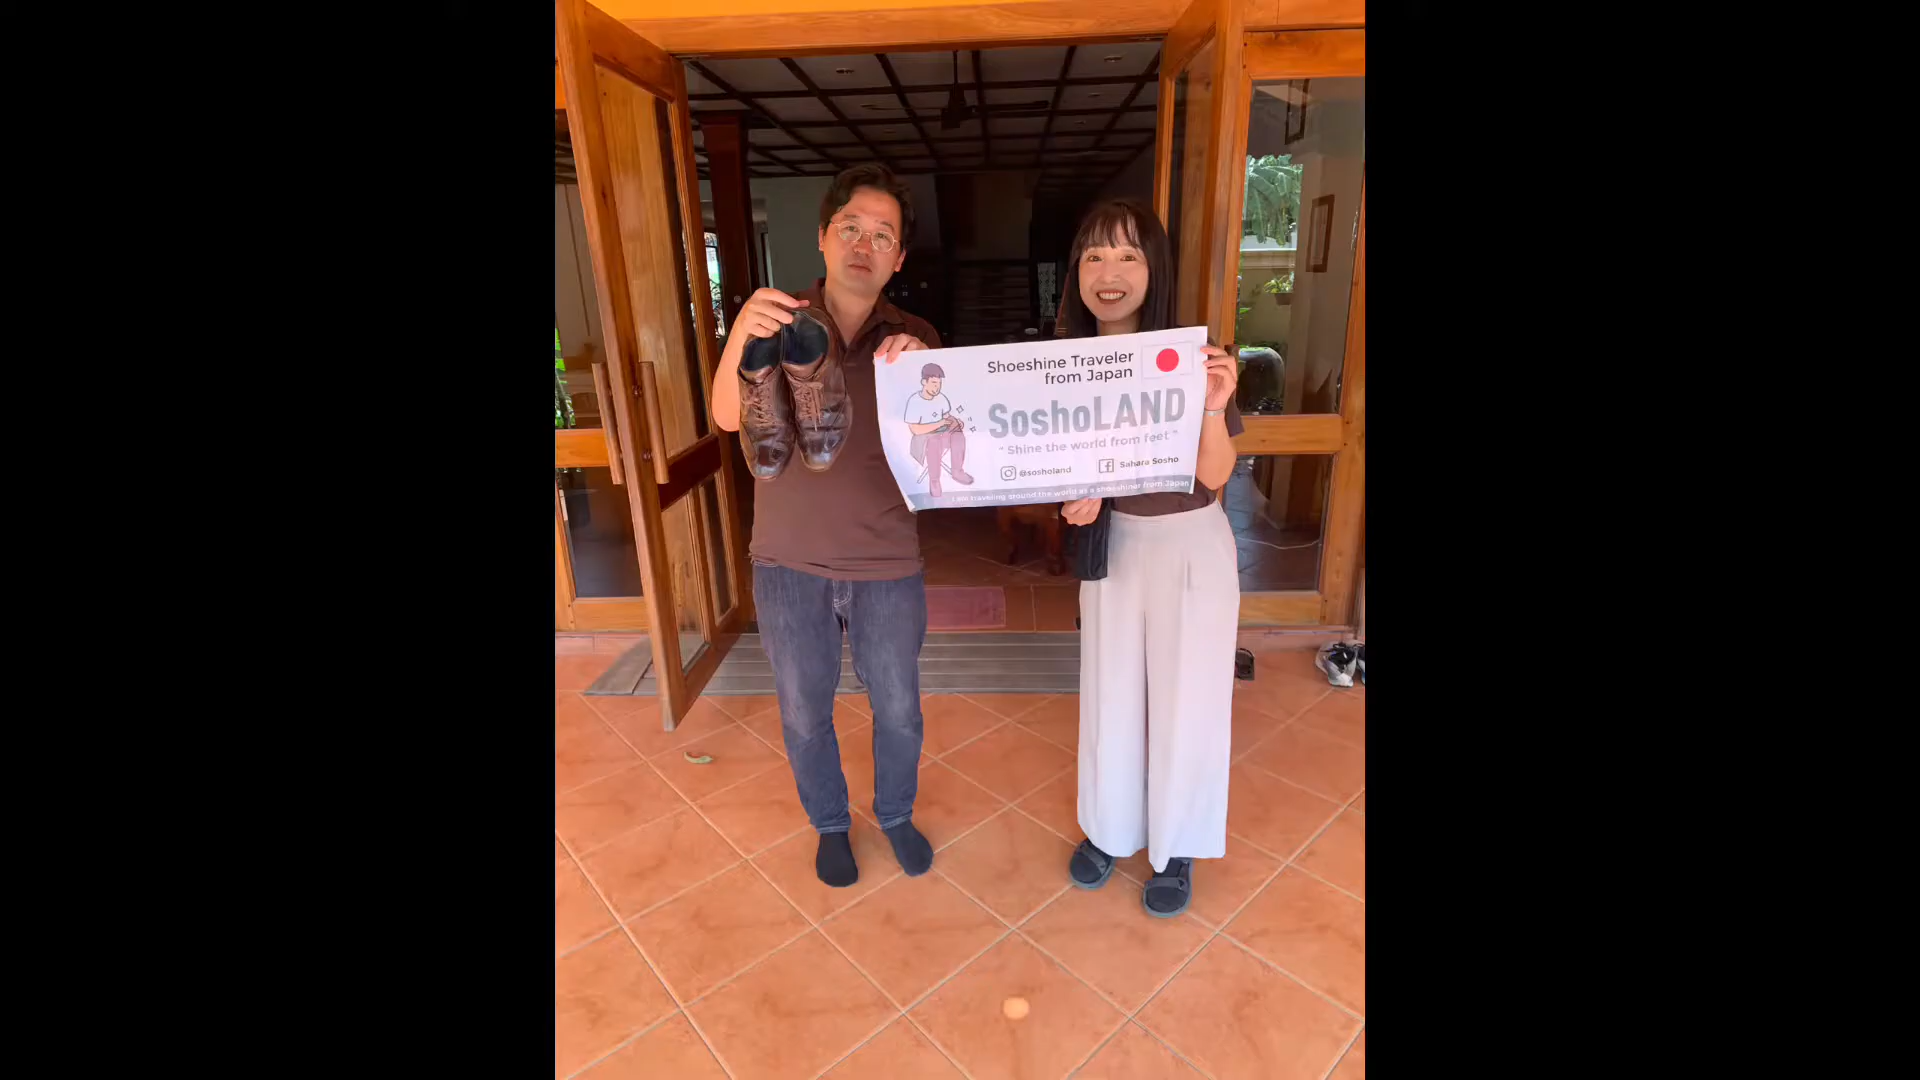 Shoeshine Traveler
from Japan
SoshoLAND
" Shine the world from feet "
@sosholand
Sahara Sosho
I am traveling around the world as a shoeshiner from Japan